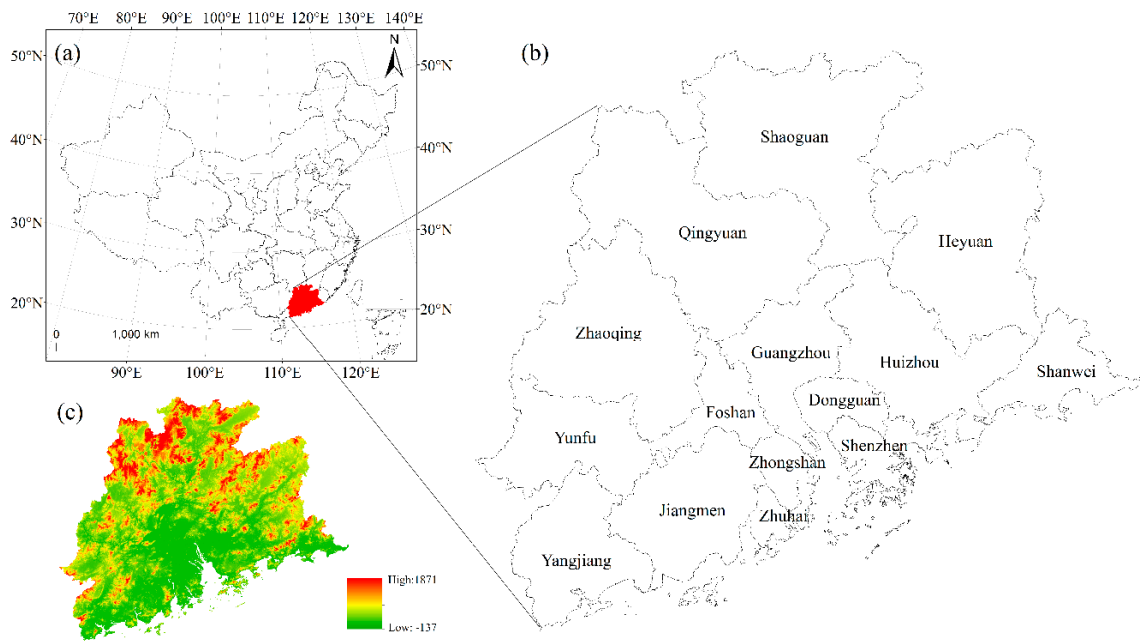 70°E 80°E 90°E 100°E 110°E 120°E 130°E 140°E
(a)
N
50°N
50°N
40°N
40°N
30°N
30°N
20°N
20°N
0 1,000 km
90°E 100°E 110°E 120°E
(b)
Shaoguan
Qingyuan
Heyuan
Zhaoqing
Guangzhou
Huizhou
Shanwei
Dongguan
Foshan
Yunfu
Shenzhen
Zhongshan
Jiangmen
Zhuhai
Yangjiang
(c)
High:1871
Low: -137